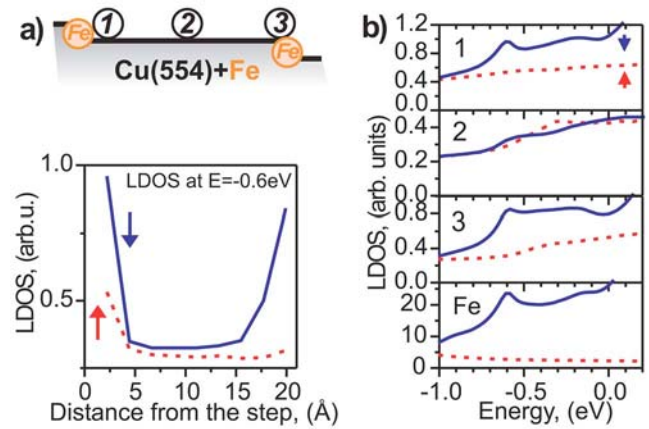 a)
Fe 1 2 3 Fe
Cu(554)+Fe
1.0
0.5
LDOS, (arb.u.)
LDOS at E=-0.6eV
0 5 10 15 20
Distance from the step, (Å)
b)
LDOS, (arb. units)
1.2
0.8
0.4
0.0
1
0.4
0.2
0.0
2
0.8
0.4
0.0
3
20
10
0
Fe
-1.0 -0.5 0.0
Energy, (eV)